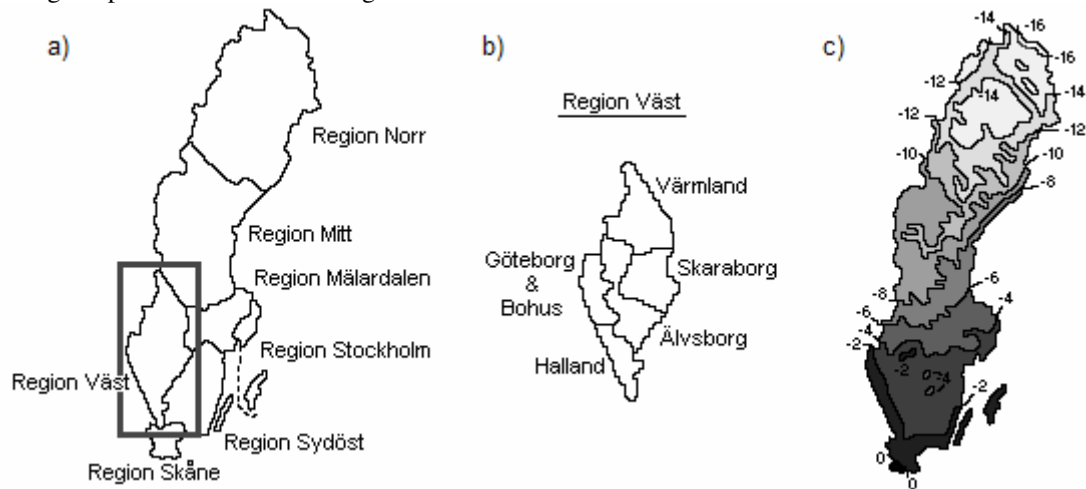 a)
Region Norr
Region Mitt
Region Mälardalen
Region Stockholm
Region Väst
Region Sydöst
Region Skåne
b)
Region Väst
Värmland
Göteborg
&
Bohus
Skaraborg
Älvsborg
Halland
c)
-14
-16
-12
-14
-14
-12
-12
-10
-10
-8
-6
-8
-4
-6
-4
-2
-2
-4
-2
0
0